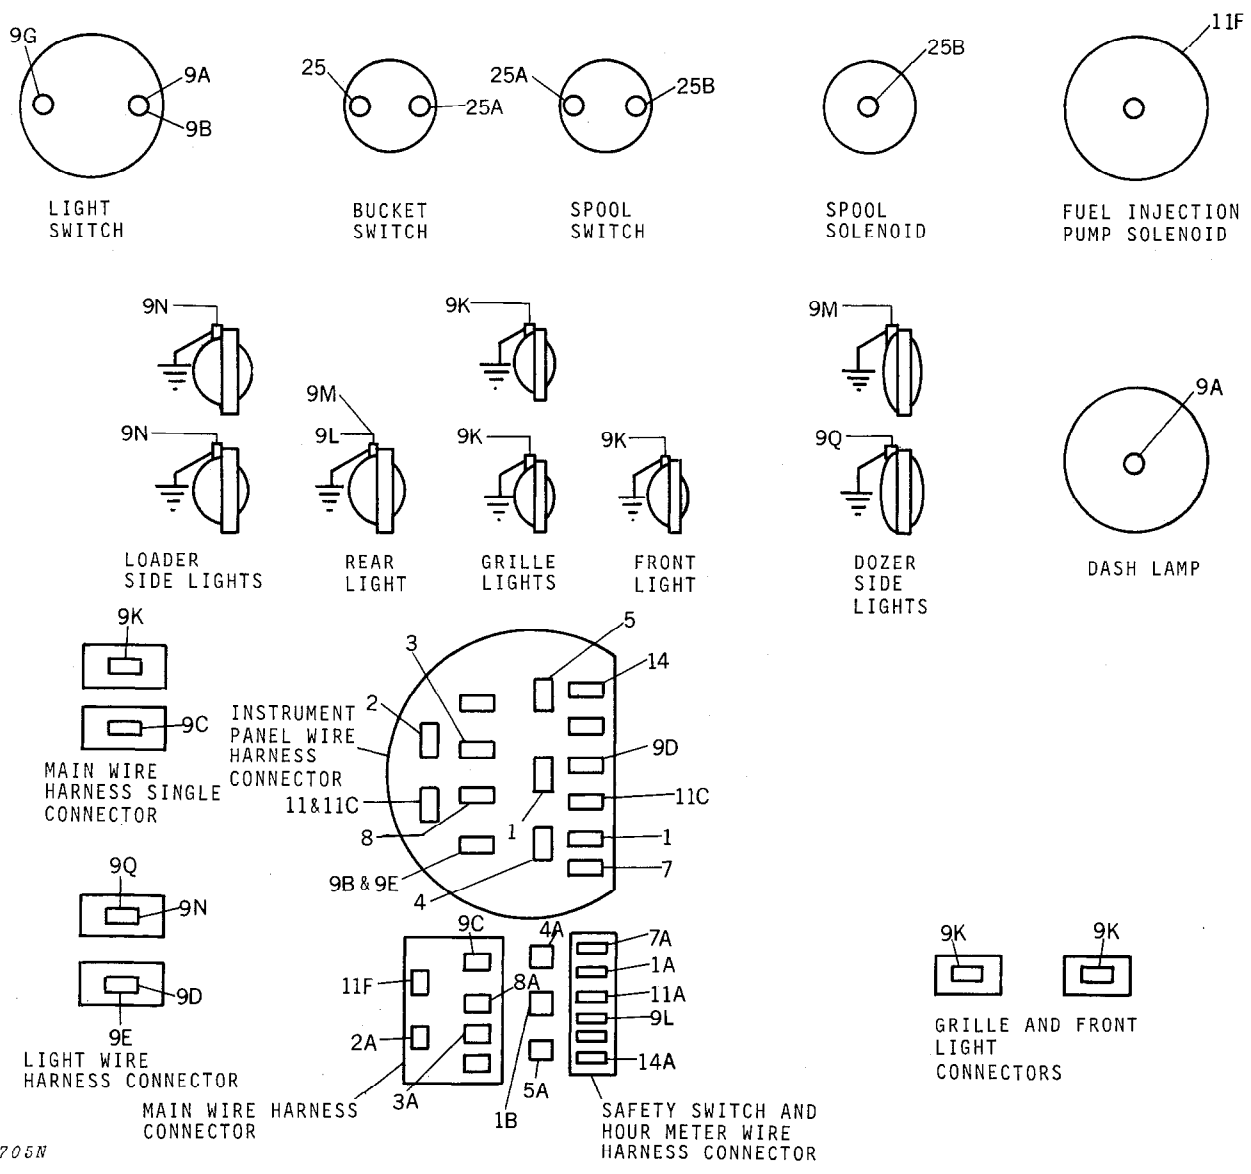 9G
9A
9B
LIGHT
SWITCH
25
25A
BUCKET
SWITCH
25A
25B
SPOOL
SWITCH
25B
SPOOL
SOLENOID
11F
FUEL INJECTION
PUMP SOLENOID
9N
9N
LOADER
SIDE LIGHTS
9M
9L
REAR
LIGHT
9K
9K
GRILLE
LIGHTS
9K
FRONT
LIGHT
9M
9Q
DOZER
SIDE
LIGHTS
9A
DASH LAMP
9K
9C
MAIN WIRE
HARNESS SINGLE
CONNECTOR
INSTRUMENT
PANEL WIRE
HARNESS
CONNECTOR
3
2
5
14
9D
11C
11&11C
8
1
1
7
9B & 9E
4
9Q
9N
9D
9E
LIGHT WIRE
HARNESS CONNECTOR
9C
11F
8A
2A
3A
MAIN WIRE HARNESS
CONNECTOR
4A
1B
5A
7A
1A
11A
9L
14A
SAFETY SWITCH AND
HOUR METER WIRE
HARNESS CONNECTOR
9K
9K
GRILLE AND FRONT
LIGHT
CONNECTORS
705N